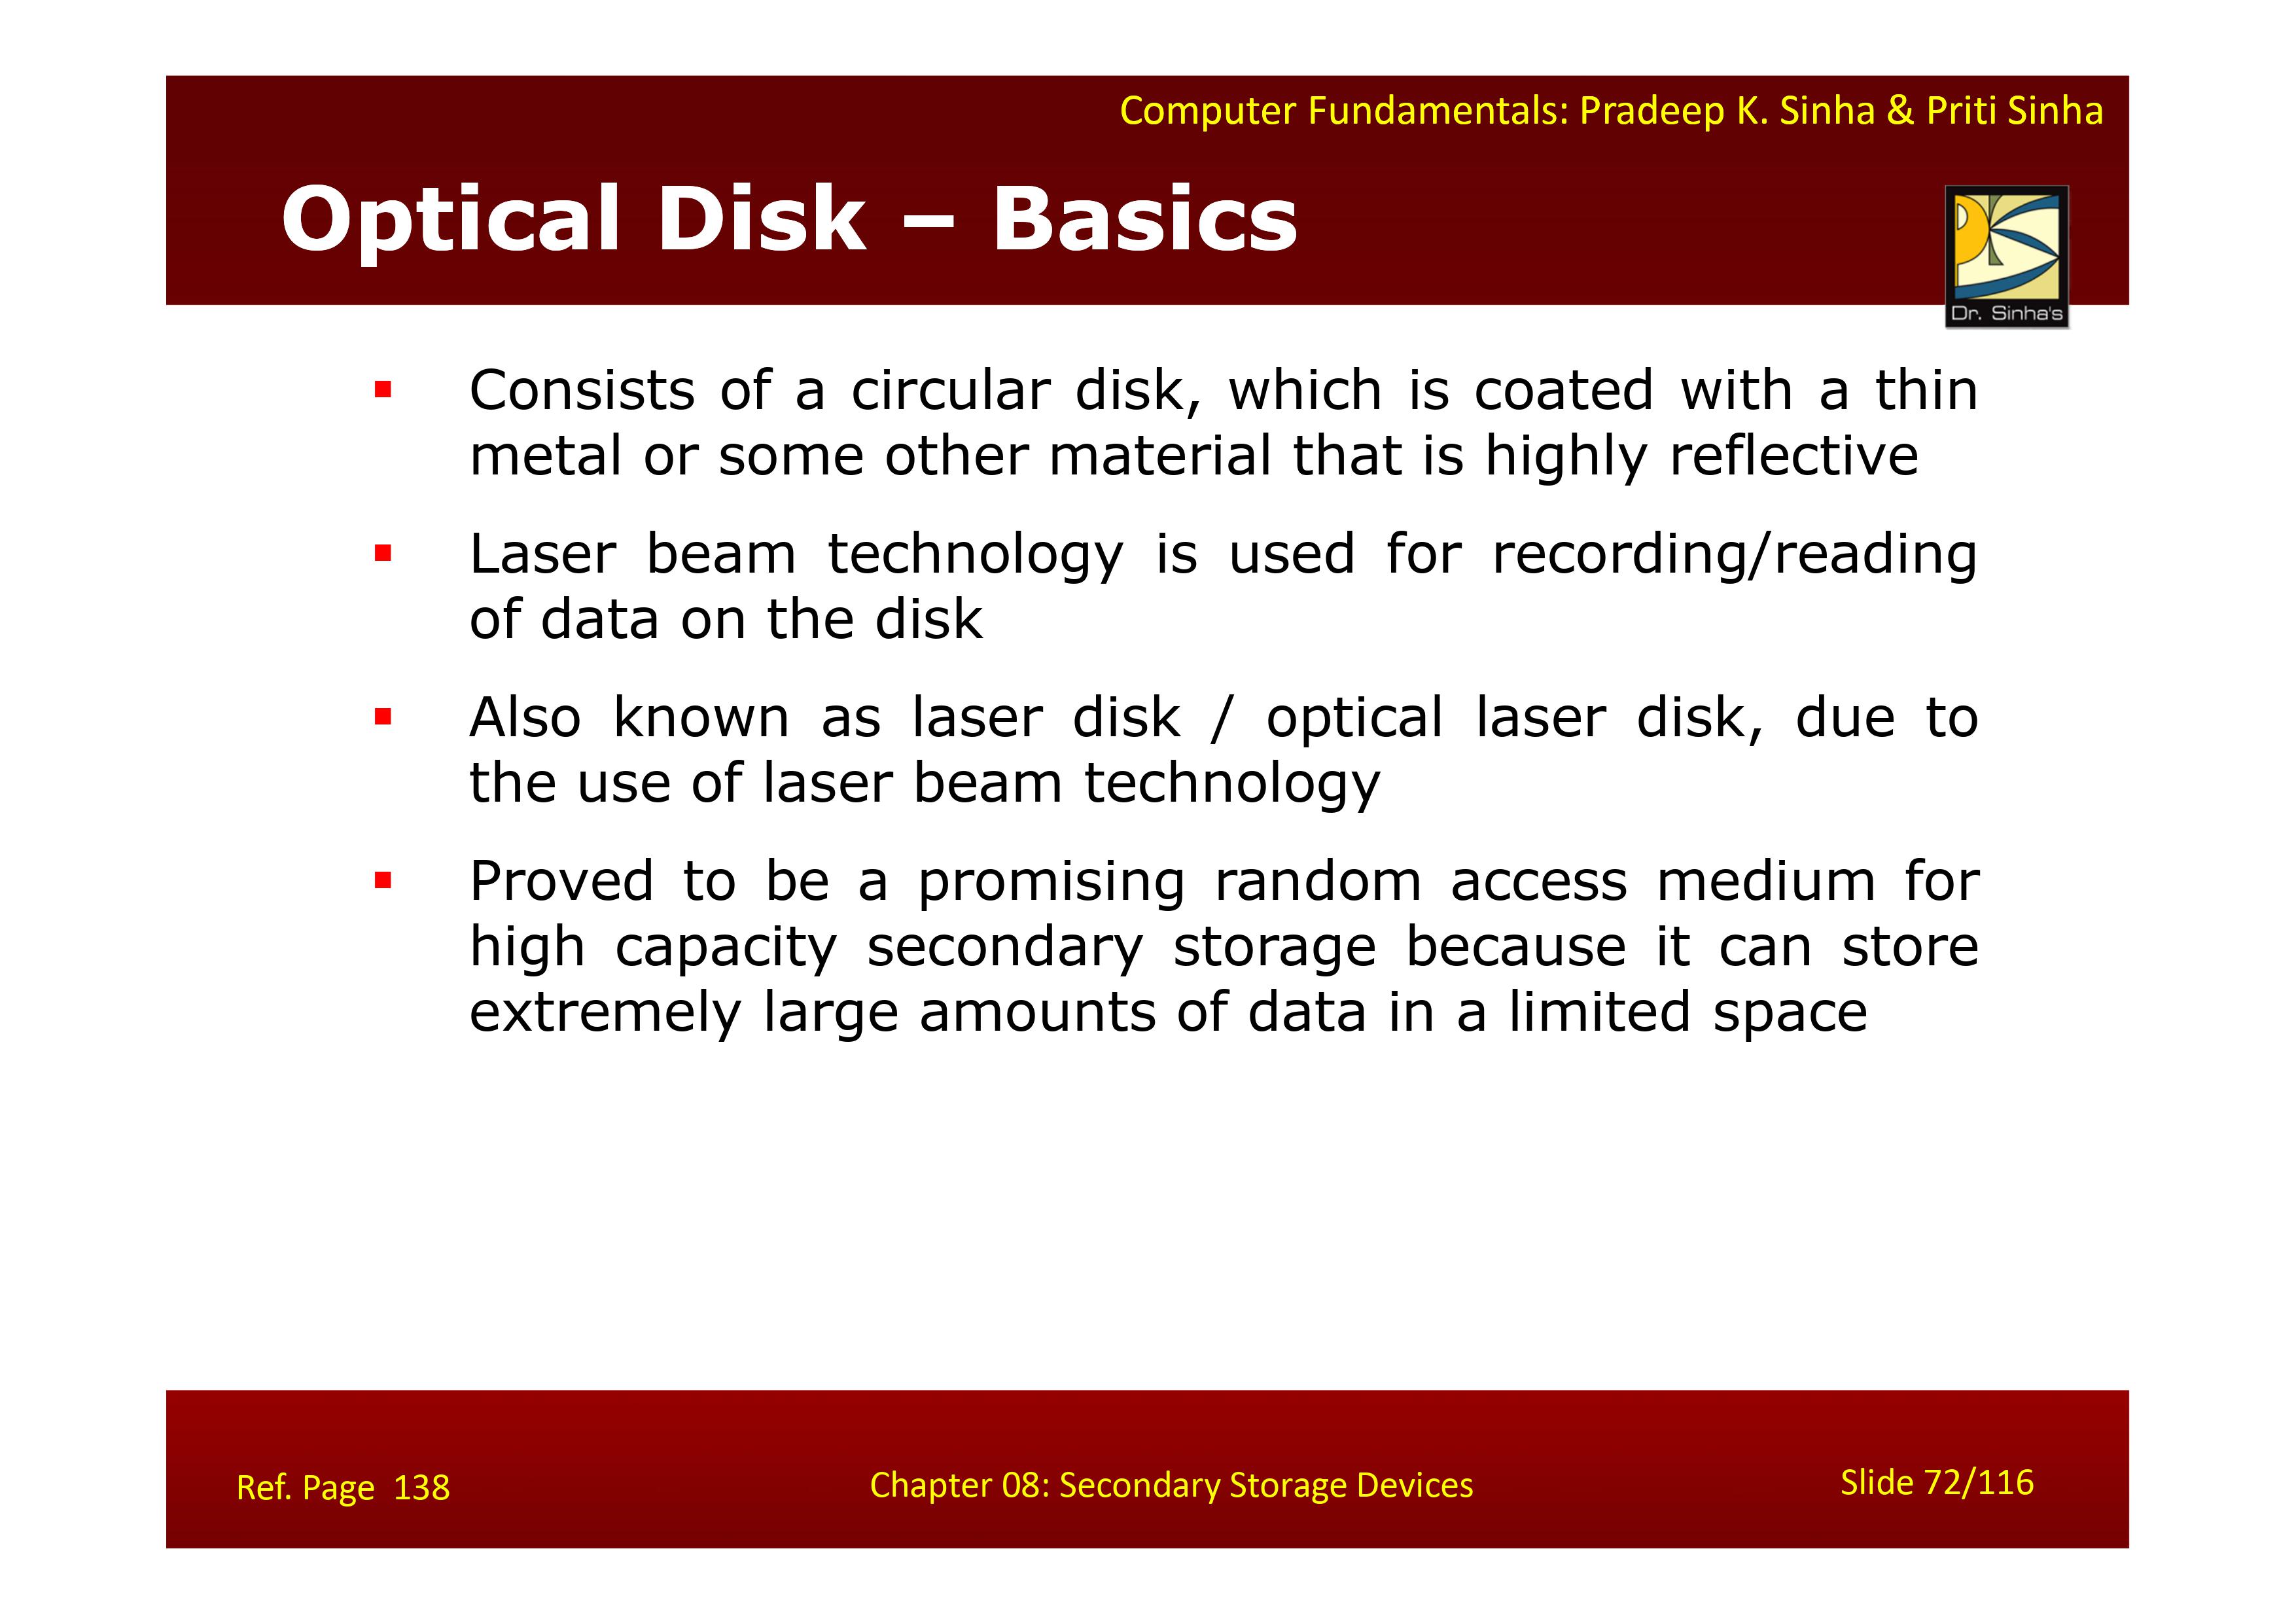 Computer Fundamentals: Pradeep K. Sinha & Priti Sinha
Optical Disk – Basics
Dr. Sinha's
▪ Consists of a circular disk, which is coated with a thin
metal or some other material that is highly reflective
▪ Laser beam technology is used for recording/reading
of data on the disk
▪ Also known as laser disk / optical laser disk, due to
the use of laser beam technology
▪ Proved to be a promising random access medium for
high capacity secondary storage because it can store
extremely large amounts of data in a limited space
Ref. Page 138
Chapter 08: Secondary Storage Devices
Slide 72/116